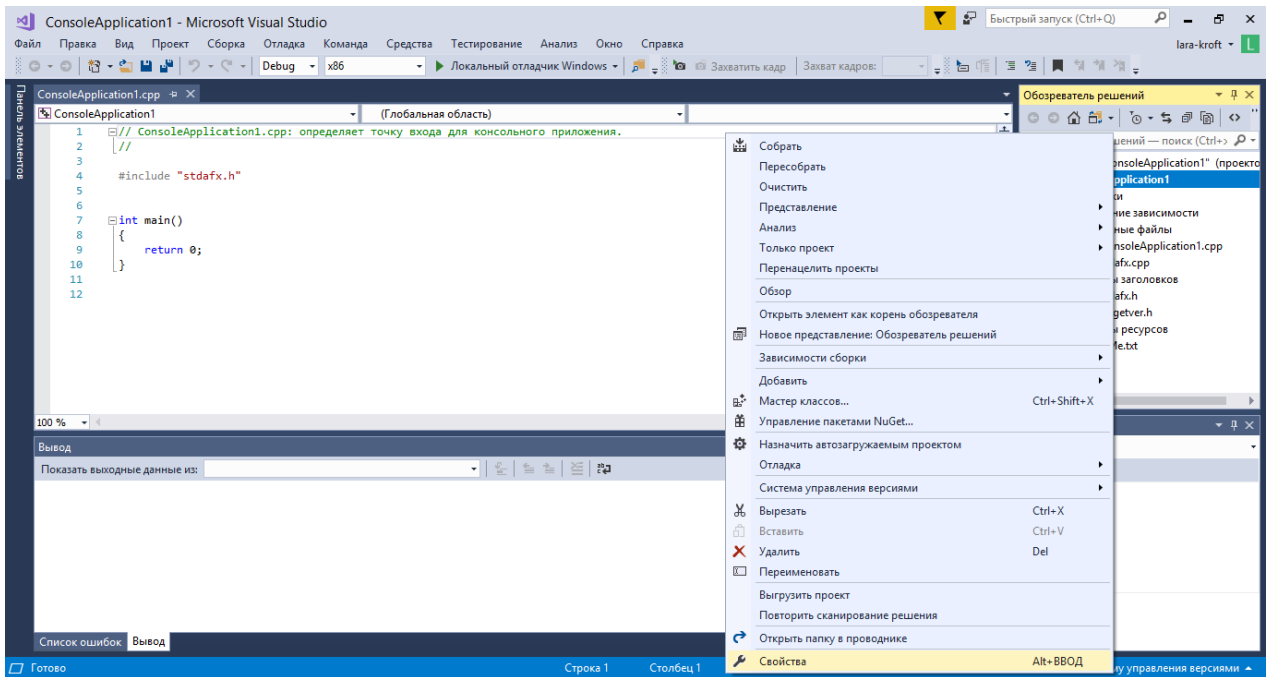 ConsoleApplication1 - Microsoft Visual Studio
Быстрый запуск (Ctrl+Q)
Файл Правка Вид Проект Сборка Отладка Команда Средства Тестирование Анализ Окно Справка
lara-kroft L
Debug x86 Локальный отладчик Windows Захватить кадр Захват кадров:
Панель элементов
ConsoleApplication1.cpp
ConsoleApplication1 (Глобальная область)
1 // ConsoleApplication1.cpp: определяет точку входа для консольного приложения.
2 //
3
4 #include "stdafx.h"
5
6
7 int main()
8 {
9 return 0;
10 }
11
12
100 %
Вывод
Показать выходные данные из:
Список ошибок Вывод
Готово Строка 1 Столбец 1
Собрать
Пересобрать
Очистить
Представление
Анализ
Только проект
Перенацелить проекты
Обзор
Открыть элемент как корень обозревателя
Новое представление: Обозреватель решений
Зависимости сборки
Добавить
Мастер классов... Ctrl+Shift+X
Управление пакетами NuGet...
Назначить автозагружаемым проектом
Отладка
Система управления версиями
Вырезать Ctrl+X
Вставить Ctrl+V
Удалить Del
Переименовать
Выгрузить проект
Повторить сканирование решения
Открыть папку в проводнике
Свойства Alt+ВВОД
Обозреватель решений
— поиск (Ctrl+
nsoleApplication1" (проекто
pplication1
ки
ние зависимости
ные файлы
nsoleApplication1.cpp
afx.cpp
ы заголовков
afx.h
getver.h
ы ресурсов
Me.txt
му управления версиями